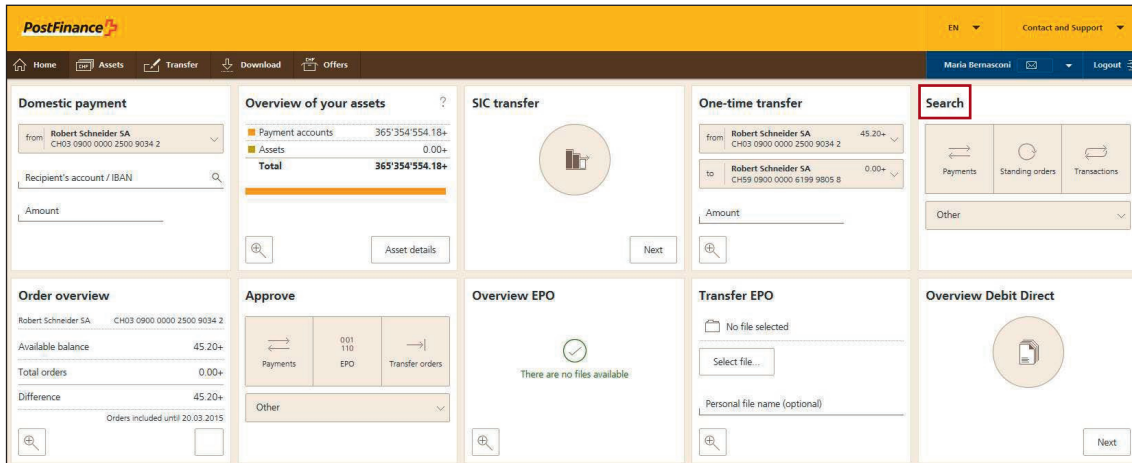 PostFinance
EN
Contact and Support
Home
Assets
Transfer
Download
Offers
Maria Bernasconi
Logout
Domestic payment
from Robert Schneider SA
CH03 0900 0000 2500 9034 2
Recipient's account / IBAN
Amount
Overview of your assets ?
Payment accounts 365'354'554.18+
Assets 0.00+
Total 365'354'554.18+
Asset details
SIC transfer
Next
One-time transfer
from Robert Schneider SA 45.20+
CH03 0900 0000 2500 9034 2
to Robert Schneider SA 0.00+
CH59 0900 0000 6199 9805 8
Amount
Search
Payments
Standing orders
Transactions
Other
Order overview
Robert Schneider SA CH03 0900 0000 2500 9034 2
Available balance 45.20+
Total orders 0.00+
Difference 45.20+
Orders included until 20.03.2015
Approve
Payments
001
110
EPO
Transfer orders
Other
Overview EPO
There are no files available
Transfer EPO
No file selected
Select file...
Personal file name (optional)
Overview Debit Direct
Next